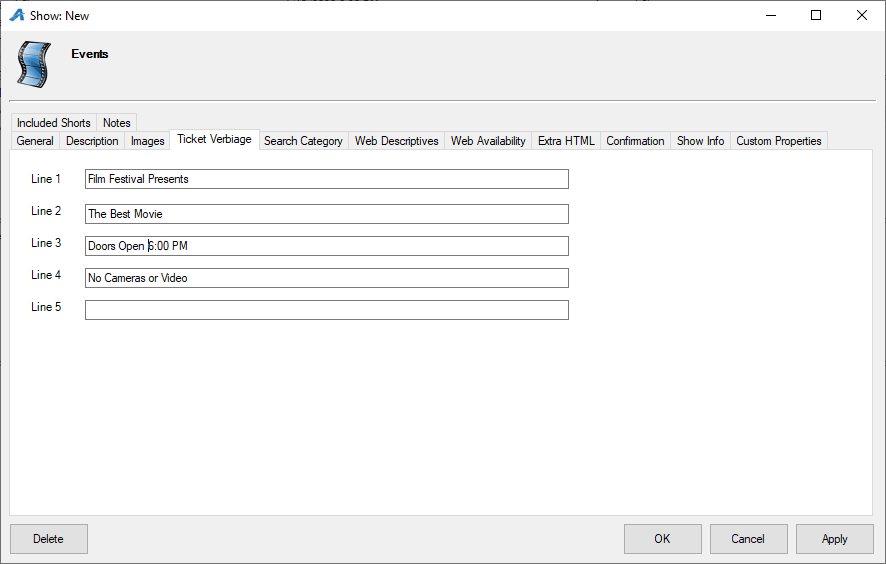 Show: New
Events
Included Shorts Notes
General Description Images Ticket Verbiage Search Category Web Descriptives Web Availability Extra HTML Confirmation Show Info Custom Properties
Line 1 Film Festival Presents
Line 2 The Best Movie
Line 3 Doors Open 6:00 PM
Line 4 No Cameras or Video
Line 5
Delete OK Cancel Apply